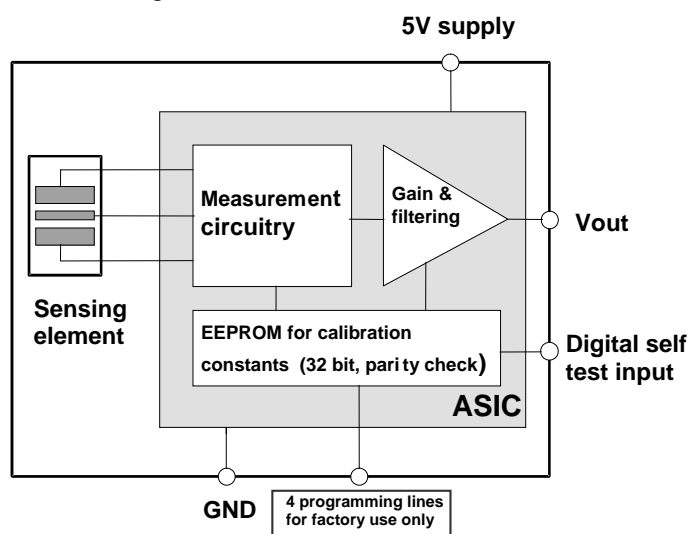 5V supply
Measurement
circuitry
Gain &
filtering
Vout
Sensing
element
EEPROM for calibration
constants (32 bit, parity check)
Digital self
test input
ASIC
GND
4 programming lines
for factory use only